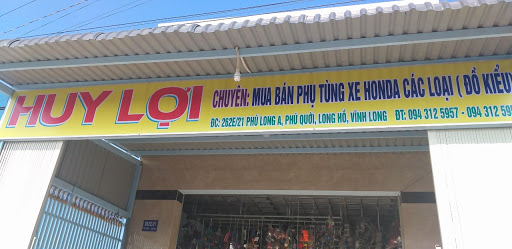 HUY LỢI
CHUYÊN: MUA BÁN PHỤ TÙNG XE HONDA CÁC LOẠI ( ĐỒ KIỂU
ĐC: 262E/21 PHÚ LONG A, PHÚ QUỚI, LONG HỒ, VĨNH LONG ĐT: 094 312 5957 - 094 312 595